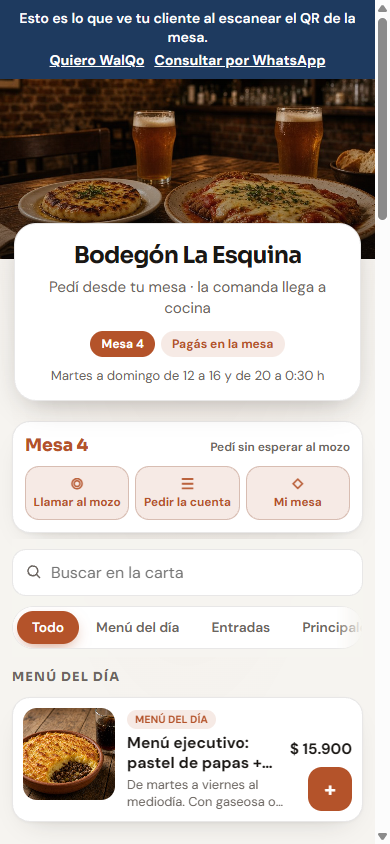 Esto es lo que ve tu cliente al escanear el QR de la
mesa.
Quiero WalQo Consultar por WhatsApp
Bodegón La Esquina
Pedí desde tu mesa · la comanda llega a
cocina
Mesa 4 Pagás en la mesa
Martes a domingo de 12 a 16 y de 20 a 0:30 h
Mesa 4 Pedí sin esperar al mozo
Llamar al mozo Pedir la cuenta Mi mesa
Buscar en la carta
Todo Menú del día Entradas Principal
MENÚ DEL DÍA
MENÚ DEL DÍA
Menú ejecutivo:
pastel de papas +...
$ 15.900
De martes a viernes al
mediodía. Con gaseosa o...
+